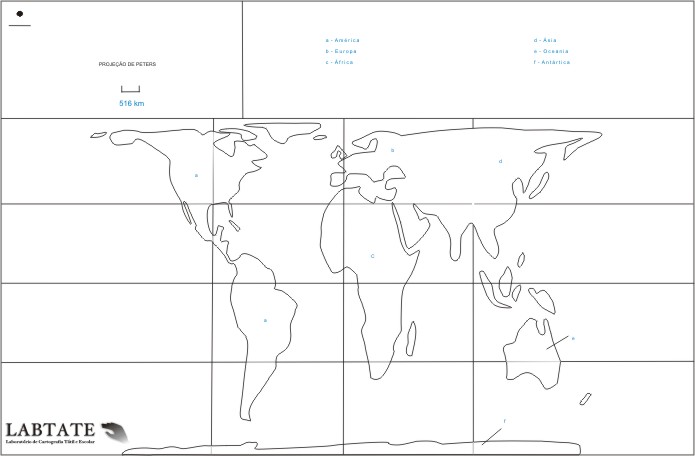 a - América
b - Europa
c - África
d - Ásia
e - Oceania
f - Antártica
PROJEÇÃO DE PETERS
516 km
b
d
a
C
a
e
f
LABTATE
Laboratório de Cartografia Tátil e Escolar